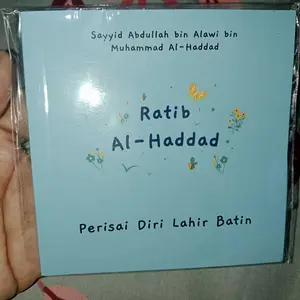 Sayyid Abdullah bin Alawi bin
Muhammad Al-Haddad
Ratib
Al-Haddad
Perisai Diri Lahir Batin